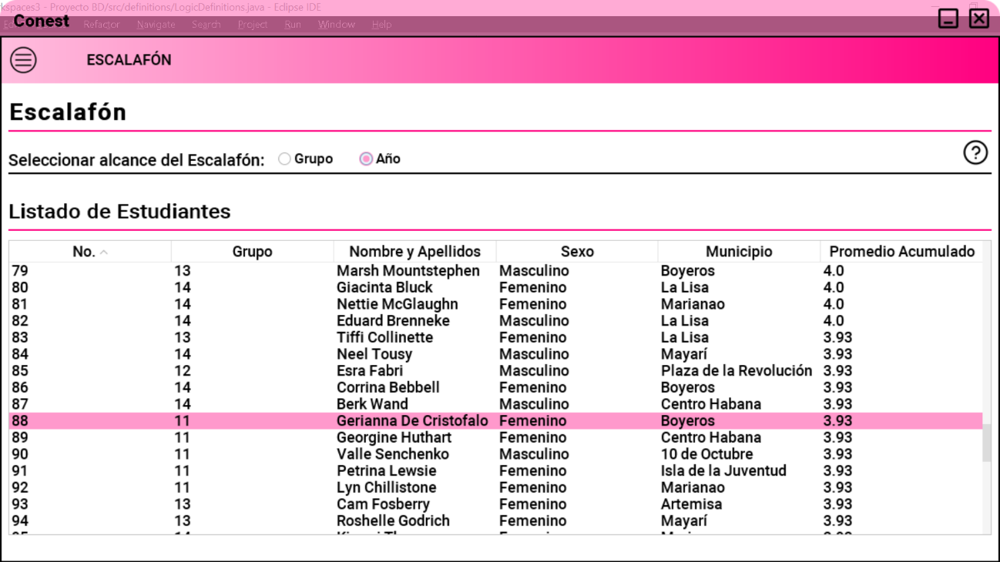 kspaces3 - Proyecto BD/src/definitions/LogicDefinitions.java - Eclipse IDE
Conest
Refactor Navigate Search Project Run Window Help
ESCALAFÓN
Escalafón
Seleccionar alcance del Escalafón: Grupo Año
Listado de Estudiantes
No. Grupo Nombre y Apellidos Sexo Municipio Promedio Acumulado
79 13 Marsh Mountstephen Masculino Boyeros 4.0
80 14 Giacinta Bluck Femenino La Lisa 4.0
81 14 Nettie McGlaughn Femenino Marianao 4.0
82 14 Eduard Brenneke Masculino La Lisa 4.0
83 13 Tiffi Collinette Femenino La Lisa 3.93
84 14 Neel Tousy Masculino Mayarí 3.93
85 12 Esra Fabri Masculino Plaza de la Revolución 3.93
86 14 Corrina Bebbell Femenino Boyeros 3.93
87 14 Berk Wand Masculino Centro Habana 3.93
88 11 Gerianna De Cristofalo Femenino Boyeros 3.93
89 11 Georgine Huthart Femenino Centro Habana 3.93
90 11 Valle Senchenko Masculino 10 de Octubre 3.93
91 11 Petrina Lewsie Femenino Isla de la Juventud 3.93
92 11 Lyn Chillistone Femenino Marianao 3.93
93 13 Cam Fosberry Femenino Artemisa 3.93
94 13 Roshelle Godrich Femenino Mayarí 3.93